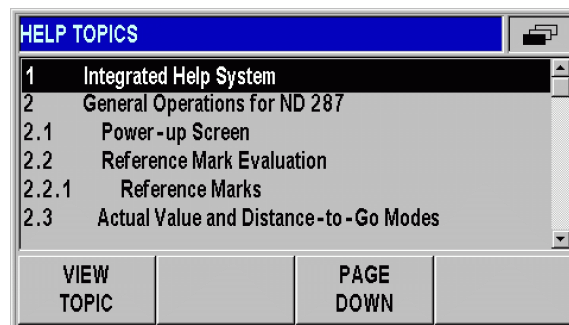 HELP TOPICS
1 Integrated Help System
2 General Operations for ND 287
2.1 Power-up Screen
2.2 Reference Mark Evaluation
2.2.1 Reference Marks
2.3 Actual Value and Distance-to-Go Modes
VIEW TOPIC
PAGE DOWN